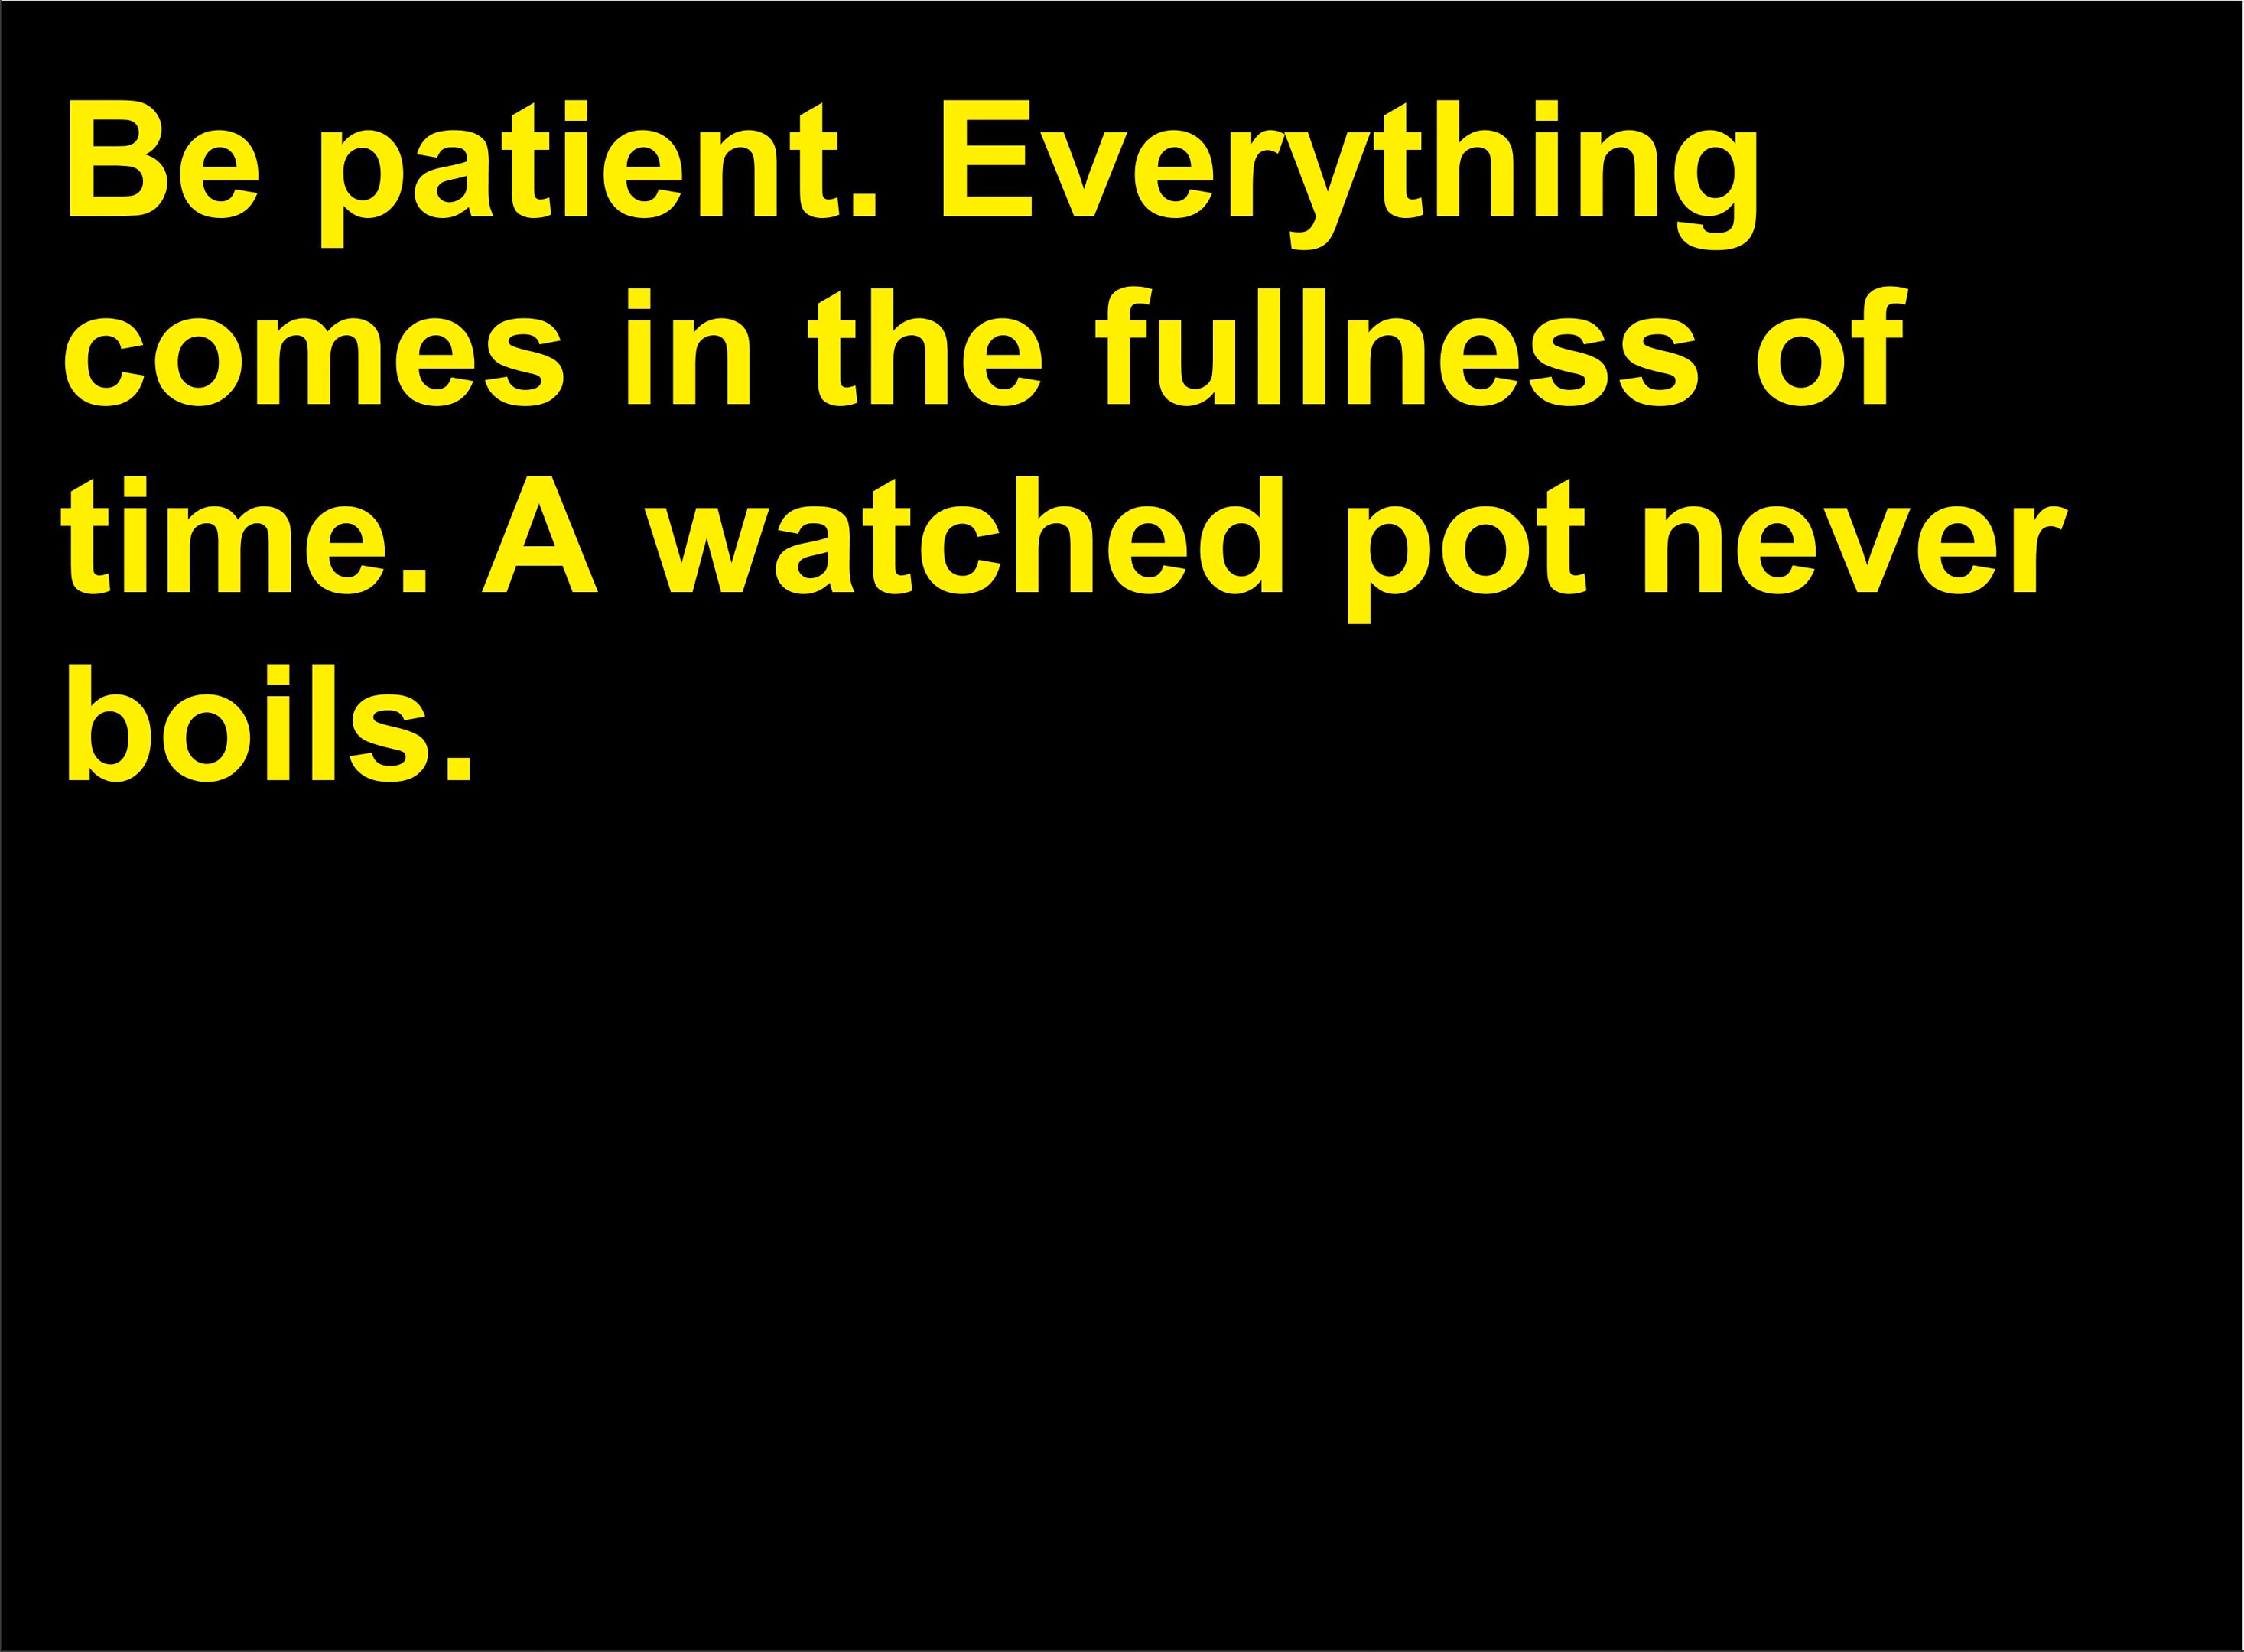 Be patient. Everything
comes in the fullness of
time. A watched pot never
boils.